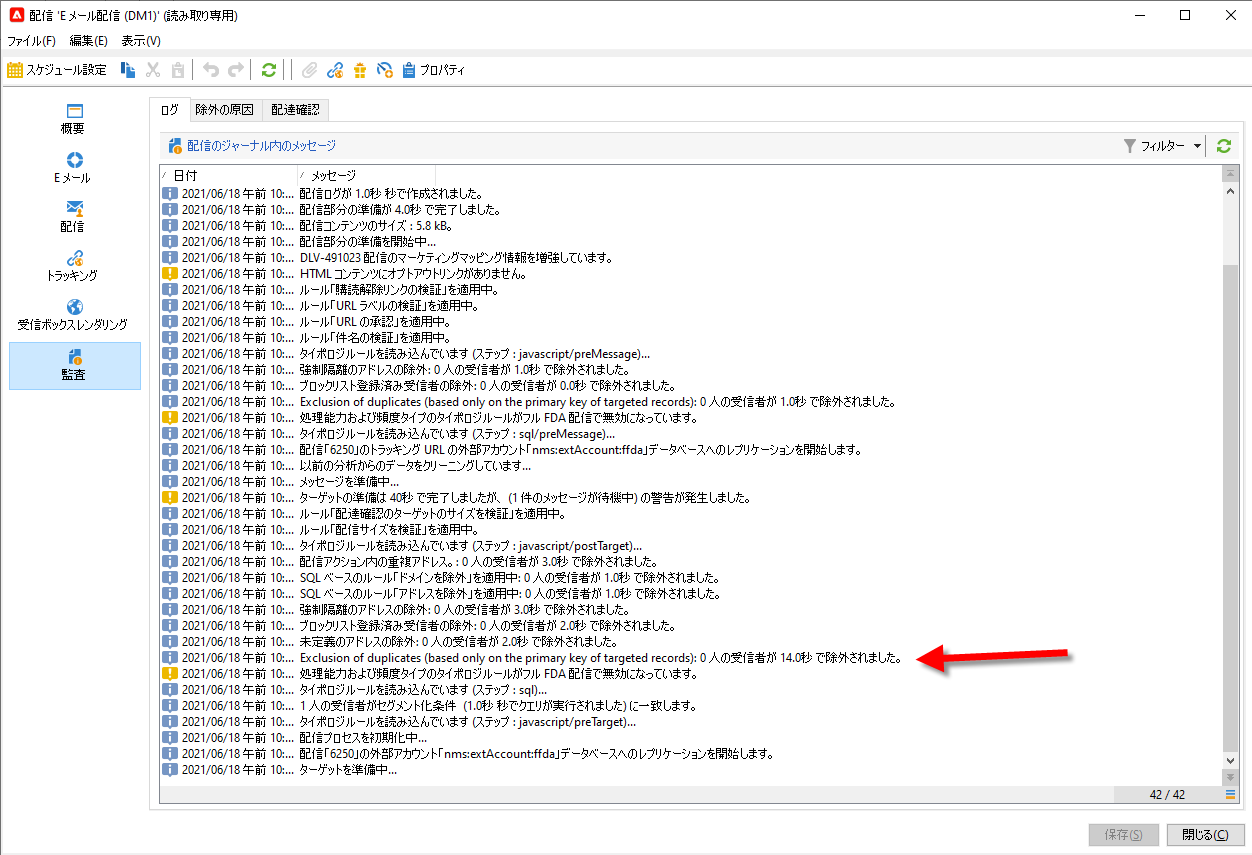 配信 'Eメール配信 (DM1)' (読み取り専用)
ファイル(F) 編集(E) 表示(V)
スケジュール設定 プロパティ
概要
Eメール
配信
トラッキング
受信ボックスレンダリング
監査
ログ 除外の原因 配達確認
配信のジャーナル内のメッセージ フィルター
日付 メッセージ
2021/06/18 午前 10:... 配信ログが 1.0秒 秒で作成されました。
2021/06/18 午前 10:... 配信部分の準備が 4.0秒 で完了しました。
2021/06/18 午前 10:... 配信コンテンツのサイズ : 5.8 kB。
2021/06/18 午前 10:... 配信部分の準備を開始中...
2021/06/18 午前 10:... DLV-491023 配信のマーケティングマッピング情報を増強しています。
2021/06/18 午前 10:... HTML コンテンツにオプトアウトリンクがありません。
2021/06/18 午前 10:... ルール「購読解除リンクの検証」を適用中。
2021/06/18 午前 10:... ルール「URL ラベルの検証」を適用中。
2021/06/18 午前 10:... ルール「URL の承認」を適用中。
2021/06/18 午前 10:... ルール「件名の検証」を適用中。
2021/06/18 午前 10:... タイポロジルールを読み込んでいます (ステップ : javascript/preMessage)...
2021/06/18 午前 10:... 強制隔離のアドレスの除外: 0 人の受信者が 1.0秒 で除外されました。
2021/06/18 午前 10:... ブロックリスト登録済み受信者の除外: 0 人の受信者が 0.0秒 で除外されました。
2021/06/18 午前 10:... Exclusion of duplicates (based only on the primary key of targeted records): 0 人の受信者が 1.0秒 で除外されました。
2021/06/18 午前 10:... 処理能力および頻度タイプのタイポロジルールがフル FDA 配信で無効になっています。
2021/06/18 午前 10:... タイポロジルールを読み込んでいます (ステップ : sql/preMessage)...
2021/06/18 午前 10:... 配信「6250」のトラッキング URL の外部アカウント「nms:extAccount:ffda」データベースへのレプリケーションを開始します。
2021/06/18 午前 10:... 以前の分析からのデータをクリーニングしています...
2021/06/18 午前 10:... メッセージを準備中...
2021/06/18 午前 10:... ターゲットの準備は 40秒 で完了しましたが、(1 件のメッセージが待機中) の警告が発生しました。
2021/06/18 午前 10:... ルール「配達確認のターゲットのサイズを検証」を適用中。
2021/06/18 午前 10:... ルール「配信サイズを検証」を適用中。
2021/06/18 午前 10:... タイポロジルールを読み込んでいます (ステップ : javascript/postTarget)...
2021/06/18 午前 10:... 配信アクション内の重複アドレス。 : 0 人の受信者が 3.0秒 で除外されました。
2021/06/18 午前 10:... SQL ベースのルール「ドメインを除外」を適用中: 0 人の受信者が 1.0秒 で除外されました。
2021/06/18 午前 10:... SQL ベースのルール「アドレスを除外」を適用中: 0 人の受信者が 1.0秒 で除外されました。
2021/06/18 午前 10:... 強制隔離のアドレスの除外: 0 人の受信者が 3.0秒 で除外されました。
2021/06/18 午前 10:... ブロックリスト登録済み受信者の除外: 0 人の受信者が 2.0秒 で除外されました。
2021/06/18 午前 10:... 未定義のアドレスの除外: 0 人の受信者が 2.0秒 で除外されました。
2021/06/18 午前 10:... Exclusion of duplicates (based only on the primary key of targeted records): 0 人の受信者が 14.0秒 で除外されました。
2021/06/18 午前 10:... 処理能力および頻度タイプのタイポロジルールがフル FDA 配信で無効になっています。
2021/06/18 午前 10:... タイポロジルールを読み込んでいます (ステップ : sql)...
2021/06/18 午前 10:... 1 人の受信者がセグメント化条件 (1.0秒 秒でクエリが実行されました) に一致します。
2021/06/18 午前 10:... タイポロジルールを読み込んでいます (ステップ : javascript/preTarget)...
2021/06/18 午前 10:... 配信プロセスを初期化中...
2021/06/18 午前 10:... 配信「6250」の外部アカウント「nms:extAccount:ffda」データベースへのレプリケーションを開始します。
2021/06/18 午前 10:... ターゲットを準備中...
42 / 42
保存(S) 閉じる(C)